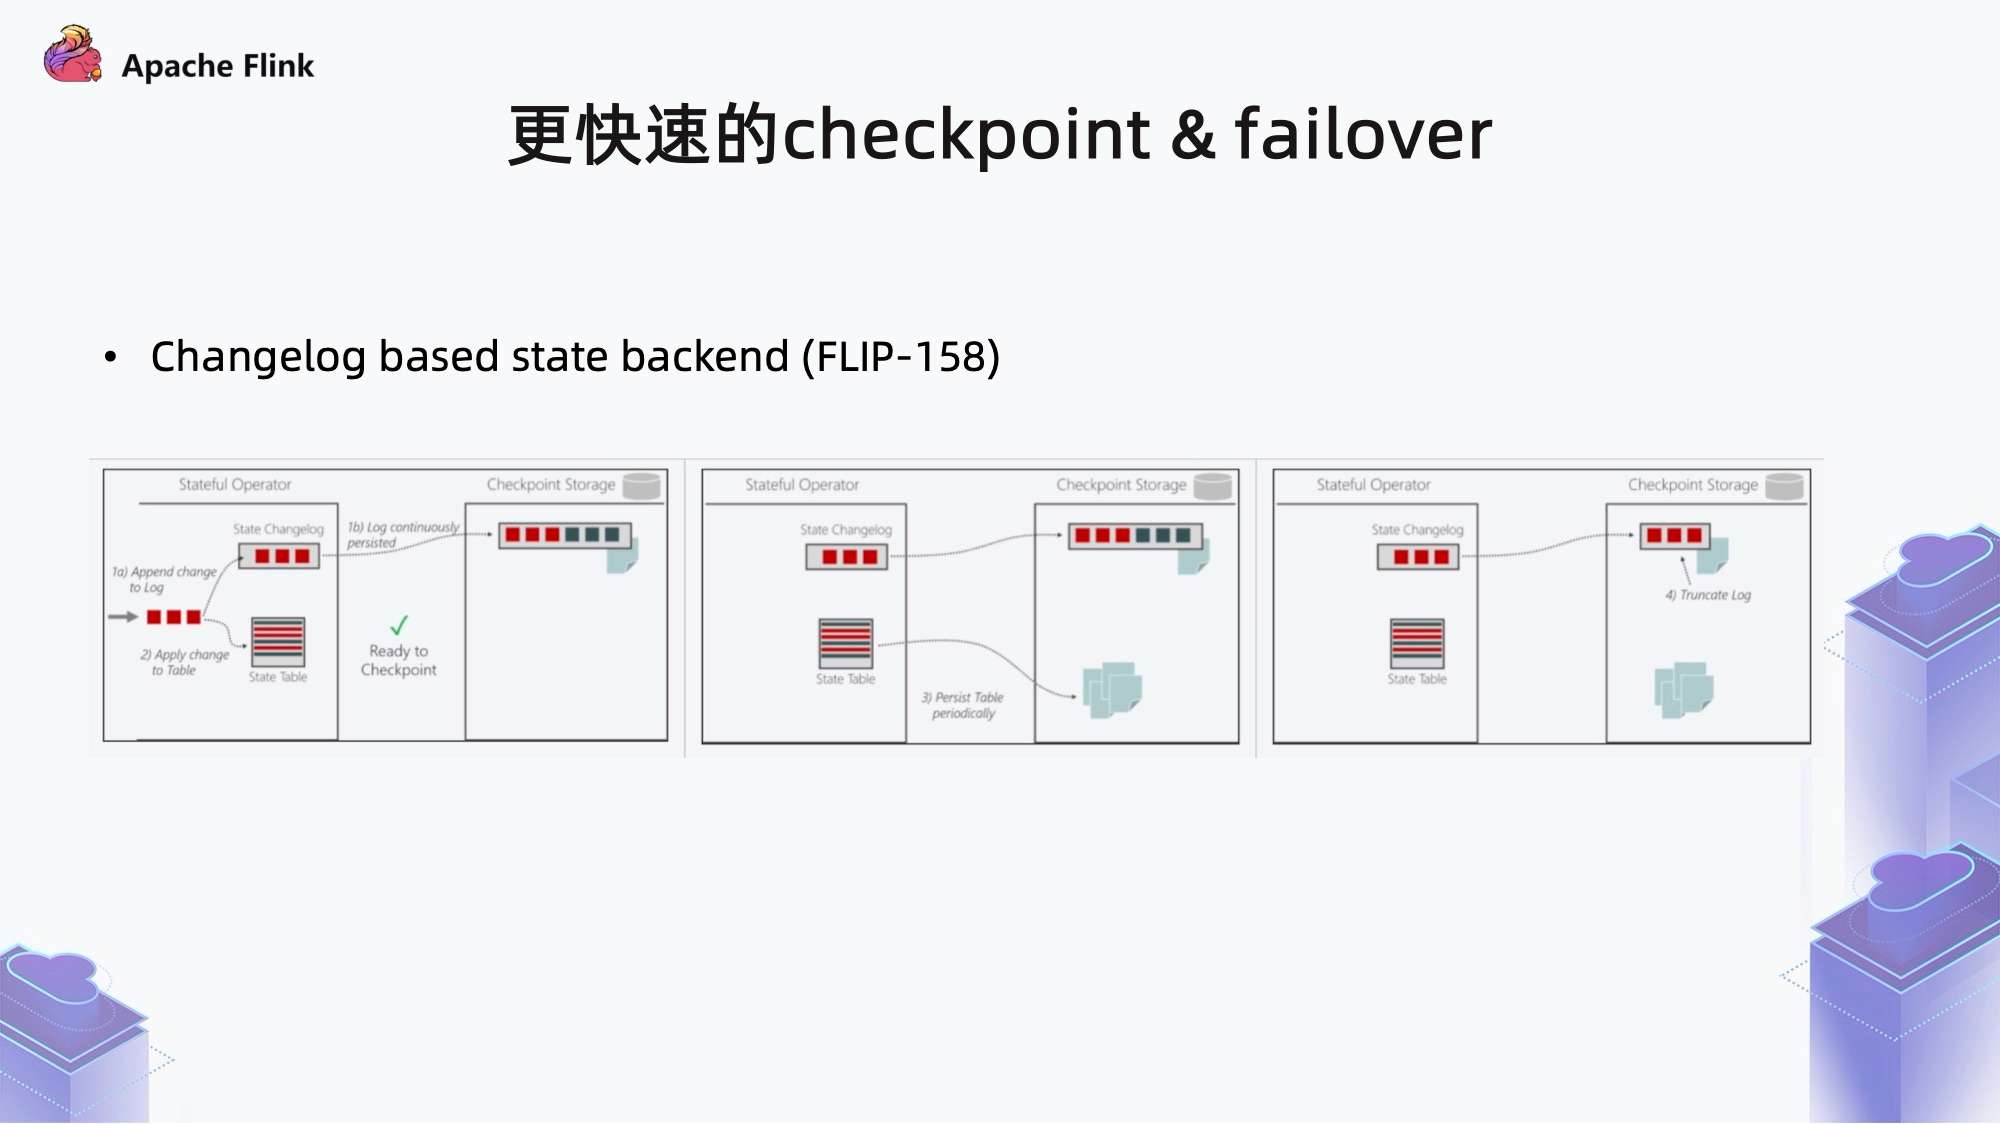 Apache Flink
更快速的checkpoint & failover
• Changelog based state backend (FLIP-158)
Stateful Operator
Checkpoint Storage
State Changelog
1b) Log continuously
persisted
1a) Append change
to Log
2) Apply change
to Table
State Table
✓
Ready to
Checkpoint
Stateful Operator
Checkpoint Storage
State Changelog
State Table
3) Persist Table
periodically
Stateful Operator
Checkpoint Storage
State Changelog
4) Truncate Log
State Table